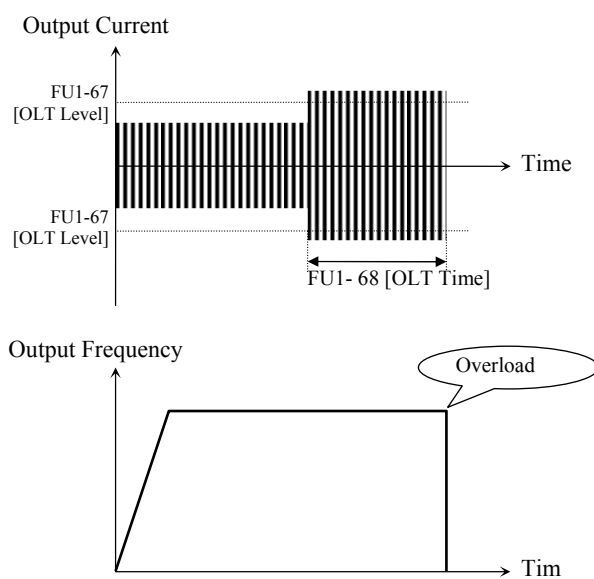 Output Current
FU1-67
[OLT Level]
Time
FU1-67
[OLT Level]
FU1- 68 [OLT Time]
Output Frequency
Overload
Tim